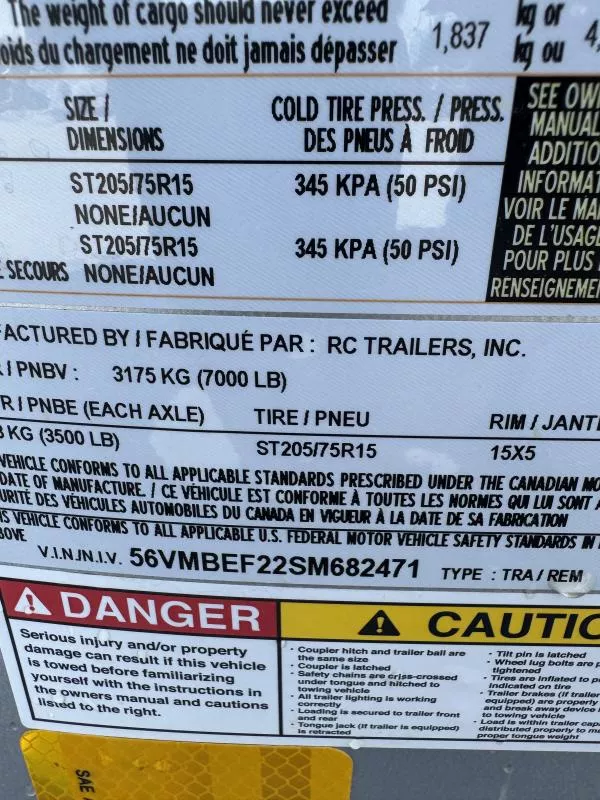 The weight of cargo should never exceed
oids du chargement ne doit jamais dépasser
1,837
kg or
kg ou
4,
SIZE /
DIMENSIONS
COLD TIRE PRESS. / PRESS.
DES PNEUS À FROID
ST205/75R15
345 KPA (50 PSI)
NONE/AUCUN
ST205/75R15
345 KPA (50 PSI)
E SECOURS NONE/AUCUN
SEE OWN
MANUAL
ADDITIO
INFORMAT
VOIR LE MA
DE L'USAGE
POUR PLUS
RENSEIGNEME
FACTURED BY / FABRIQUÉ PAR : RC TRAILERS, INC.
R / PNBV : 3175 KG (7000 LB)
R / PNBE (EACH AXLE) TIRE / PNEU RIM / JANT
8 KG (3500 LB) ST205/75R15 15X5
VEHICLE CONFORMS TO ALL APPLICABLE STANDARDS PRESCRIBED UNDER THE CANADIAN MO
DATE OF MANUFACTURE. / CE VÉHICULE EST CONFORME À TOUTES LES NORMES QUI LUI SONT A
URITÉ DES VÉHICULES AUTOMOBILES DU CANADA EN VIGUEUR À LA DATE DE SA FABRICATION
IS VEHICLE CONFORMS TO ALL APPLICABLE U.S. FEDERAL MOTOR VEHICLE SAFETY STANDARDS IN
BOVE
V.I.N./N.I.V. 56VMBEF22SM682471 TYPE : TRA / REM
DANGER
Serious injury and/or property
damage can result if this vehicle
is towed before familiarizing
yourself with the instructions in
the owners manual and cautions
listed to the right.
CAUTIO
· Coupler hitch and trailer ball are
the same size
· Coupler is latched
· Safety chains are criss-crossed
under tongue and hitched to
towing vehicle
· All trailer lighting is working
correctly
· Loading is secured to trailer front
and rear
· Tongue jack (if trailer is equipped)
is retracted
· Tilt pin is latched
· Wheel lug bolts are p
tightened
· Tires are inflated to p
indicated on tire
· Trailer brakes (if trailer
equipped) are properly
and break away device
to towing vehicle
· Load is within trailer capa
distributed properly to ma
proper tongue weight
SAE